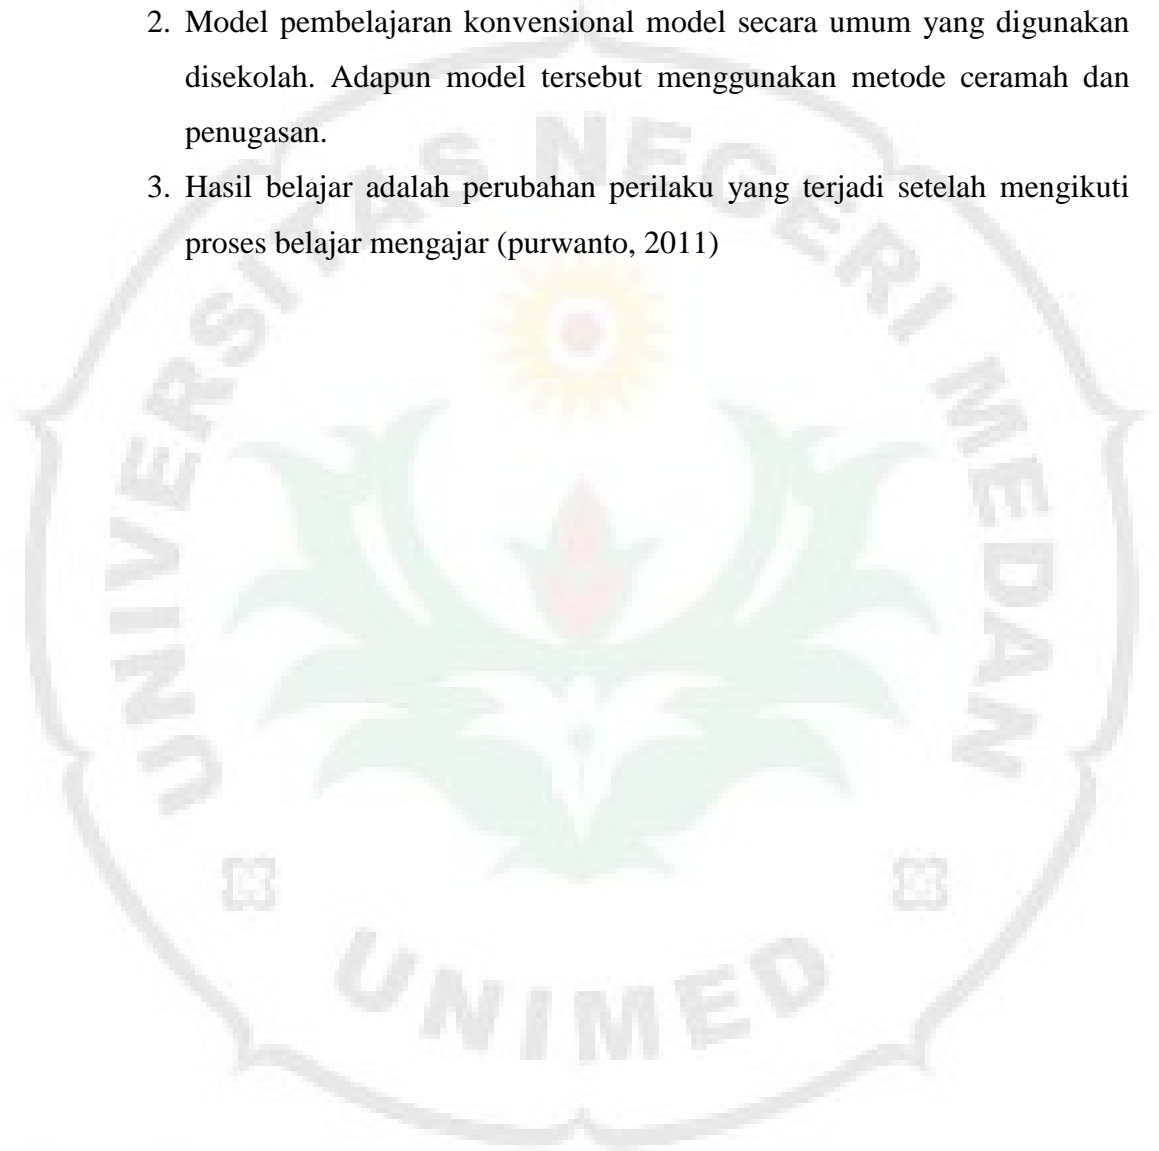 2. Model pembelajaran konvensional model secara umum yang digunakan
disekolah. Adapun model tersebut menggunakan metode ceramah dan
penugasan.
3. Hasil belajar adalah perubahan perilaku yang terjadi setelah mengikuti
proses belajar mengajar (purwanto, 2011)
UNIVERSITAS NEGERI MEDAN
UNIMED